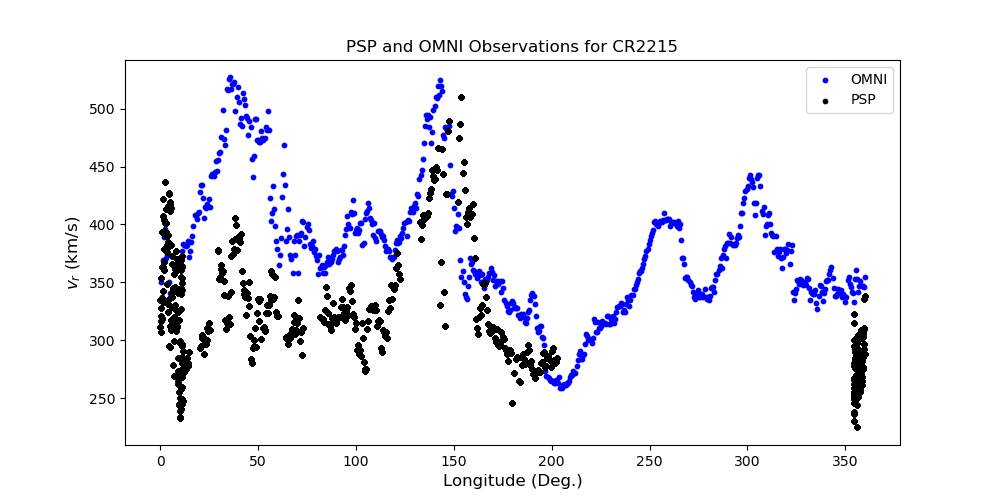 PSP and OMNI Observations for CR2215
OMNI
PSP
500
450
400
350
300
250
v_r (km/s)
0 50 100 150 200 250 300 350
Longitude (Deg.)